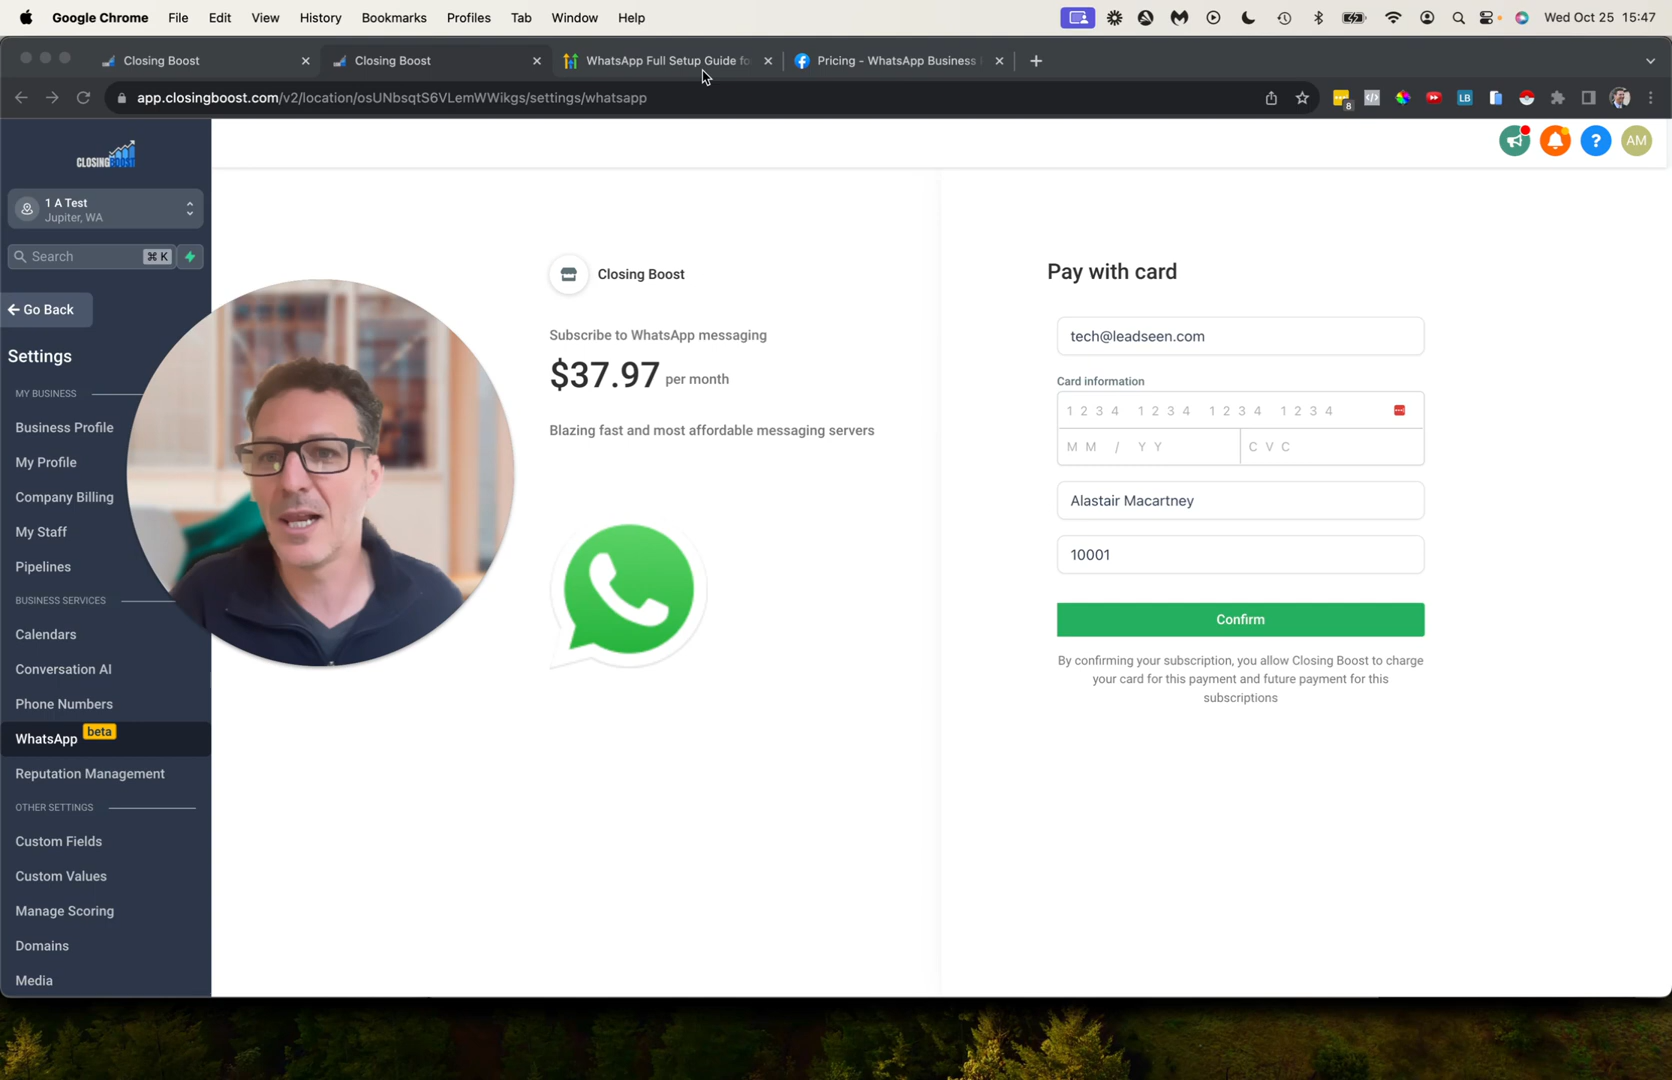 Google Chrome File Edit View History Bookmarks Profiles Tab Window Help Wed Oct 25 15:47
Closing Boost Closing Boost WhatsApp Full Setup Guide fo Pricing - WhatsApp Business
app.closingboost.com/v2/location/osUNbsqtS6VLemWWikgs/settings/whatsapp
8 LB
CLOSINGBOOST
AM
1 A Test
Jupiter, WA
Search ⌘ K
Go Back
Settings
MY BUSINESS
Business Profile
My Profile
Company Billing
My Staff
Pipelines
BUSINESS SERVICES
Calendars
Conversation AI
Phone Numbers
WhatsApp beta
Reputation Management
OTHER SETTINGS
Custom Fields
Custom Values
Manage Scoring
Domains
Media
Closing Boost
Subscribe to WhatsApp messaging
$37.97 per month
Blazing fast and most affordable messaging servers
Pay with card
tech@leadseen.com
Card information
1234 1234 1234 1234
MM / YY CVC
Alastair Macartney
10001
Confirm
By confirming your subscription, you allow Closing Boost to charge
your card for this payment and future payment for this
subscriptions